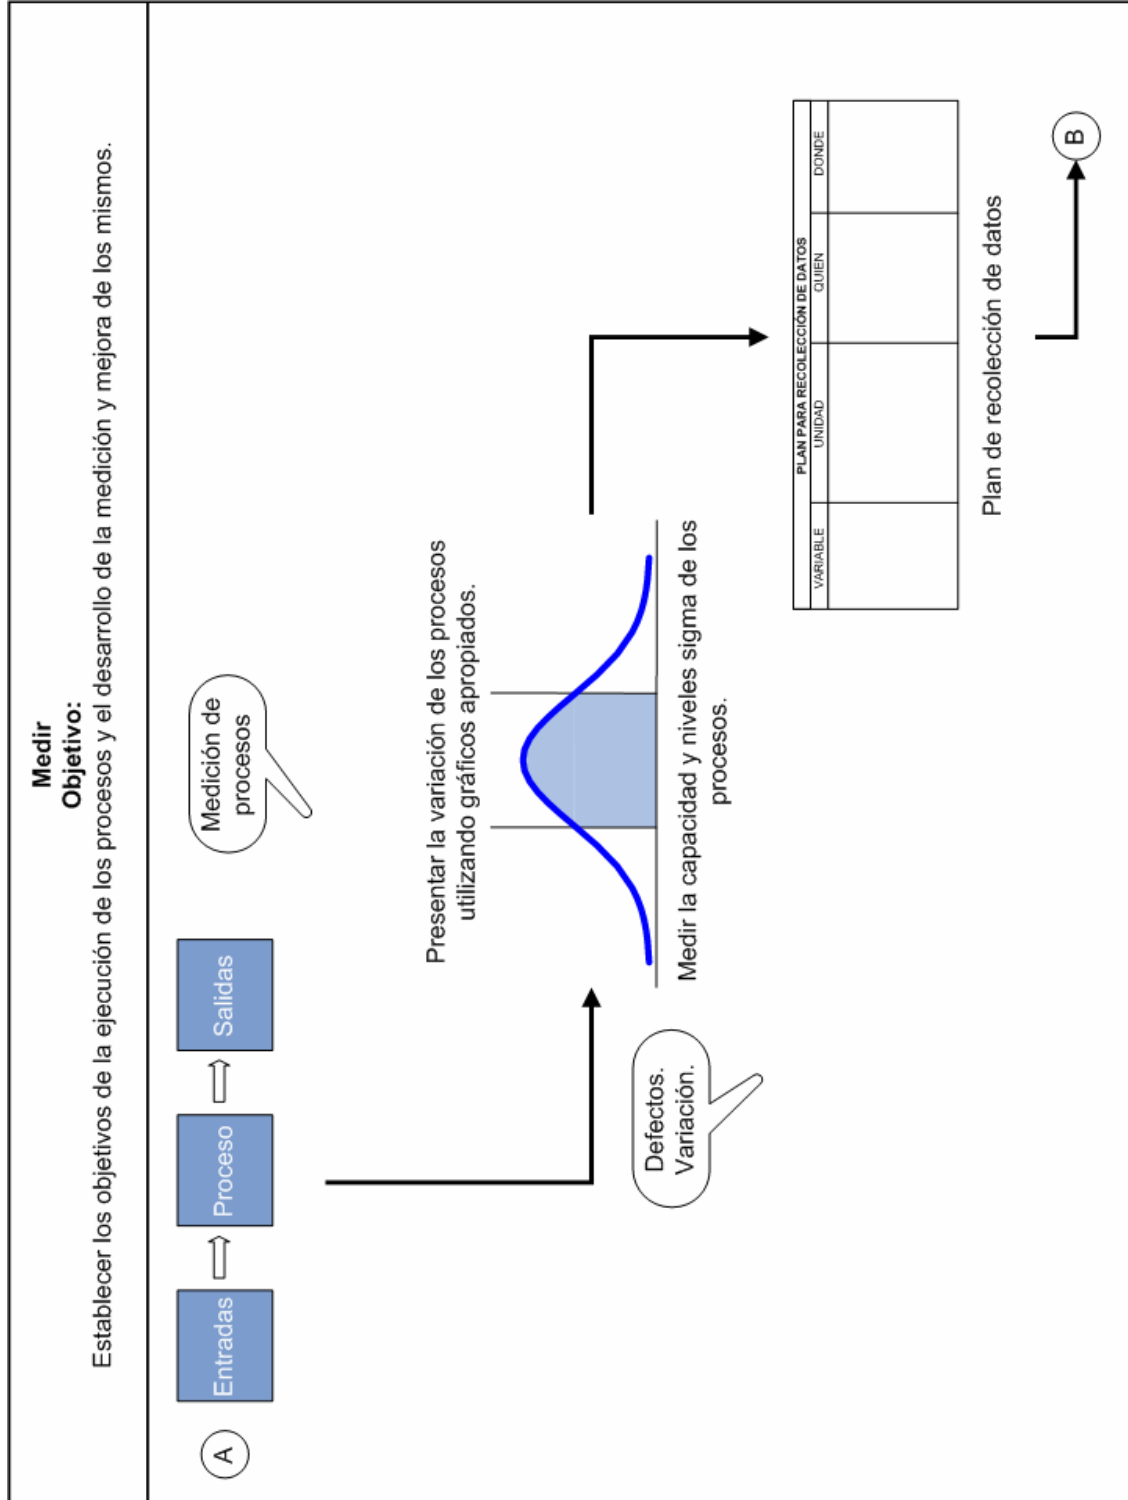 Medir
Objetivo:
Establecer los objetivos de la ejecución de los procesos y el desarrollo de la medición y mejora de los mismos.
A
Entradas
Proceso
Salidas
Medición de
procesos
Presentar la variación de los procesos
utilizando gráficos apropiados.
Defectos.
Variación.
Medir la capacidad y niveles sigma de los
procesos.
PLAN PARA RECOLECCIÓN DE DATOS
VARIABLE UNIDAD QUIEN DONDE
Plan de recolección de datos
B